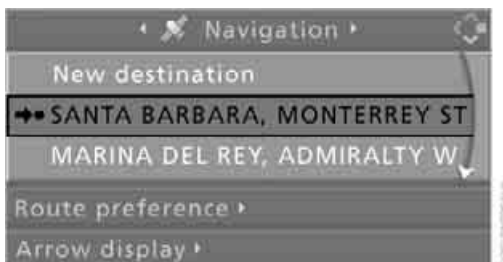 Navigation
New destination
SANTA BARBARA, MONTERREY ST
MARINA DEL REY, ADMIRALTY W
Route preference
Arrow display